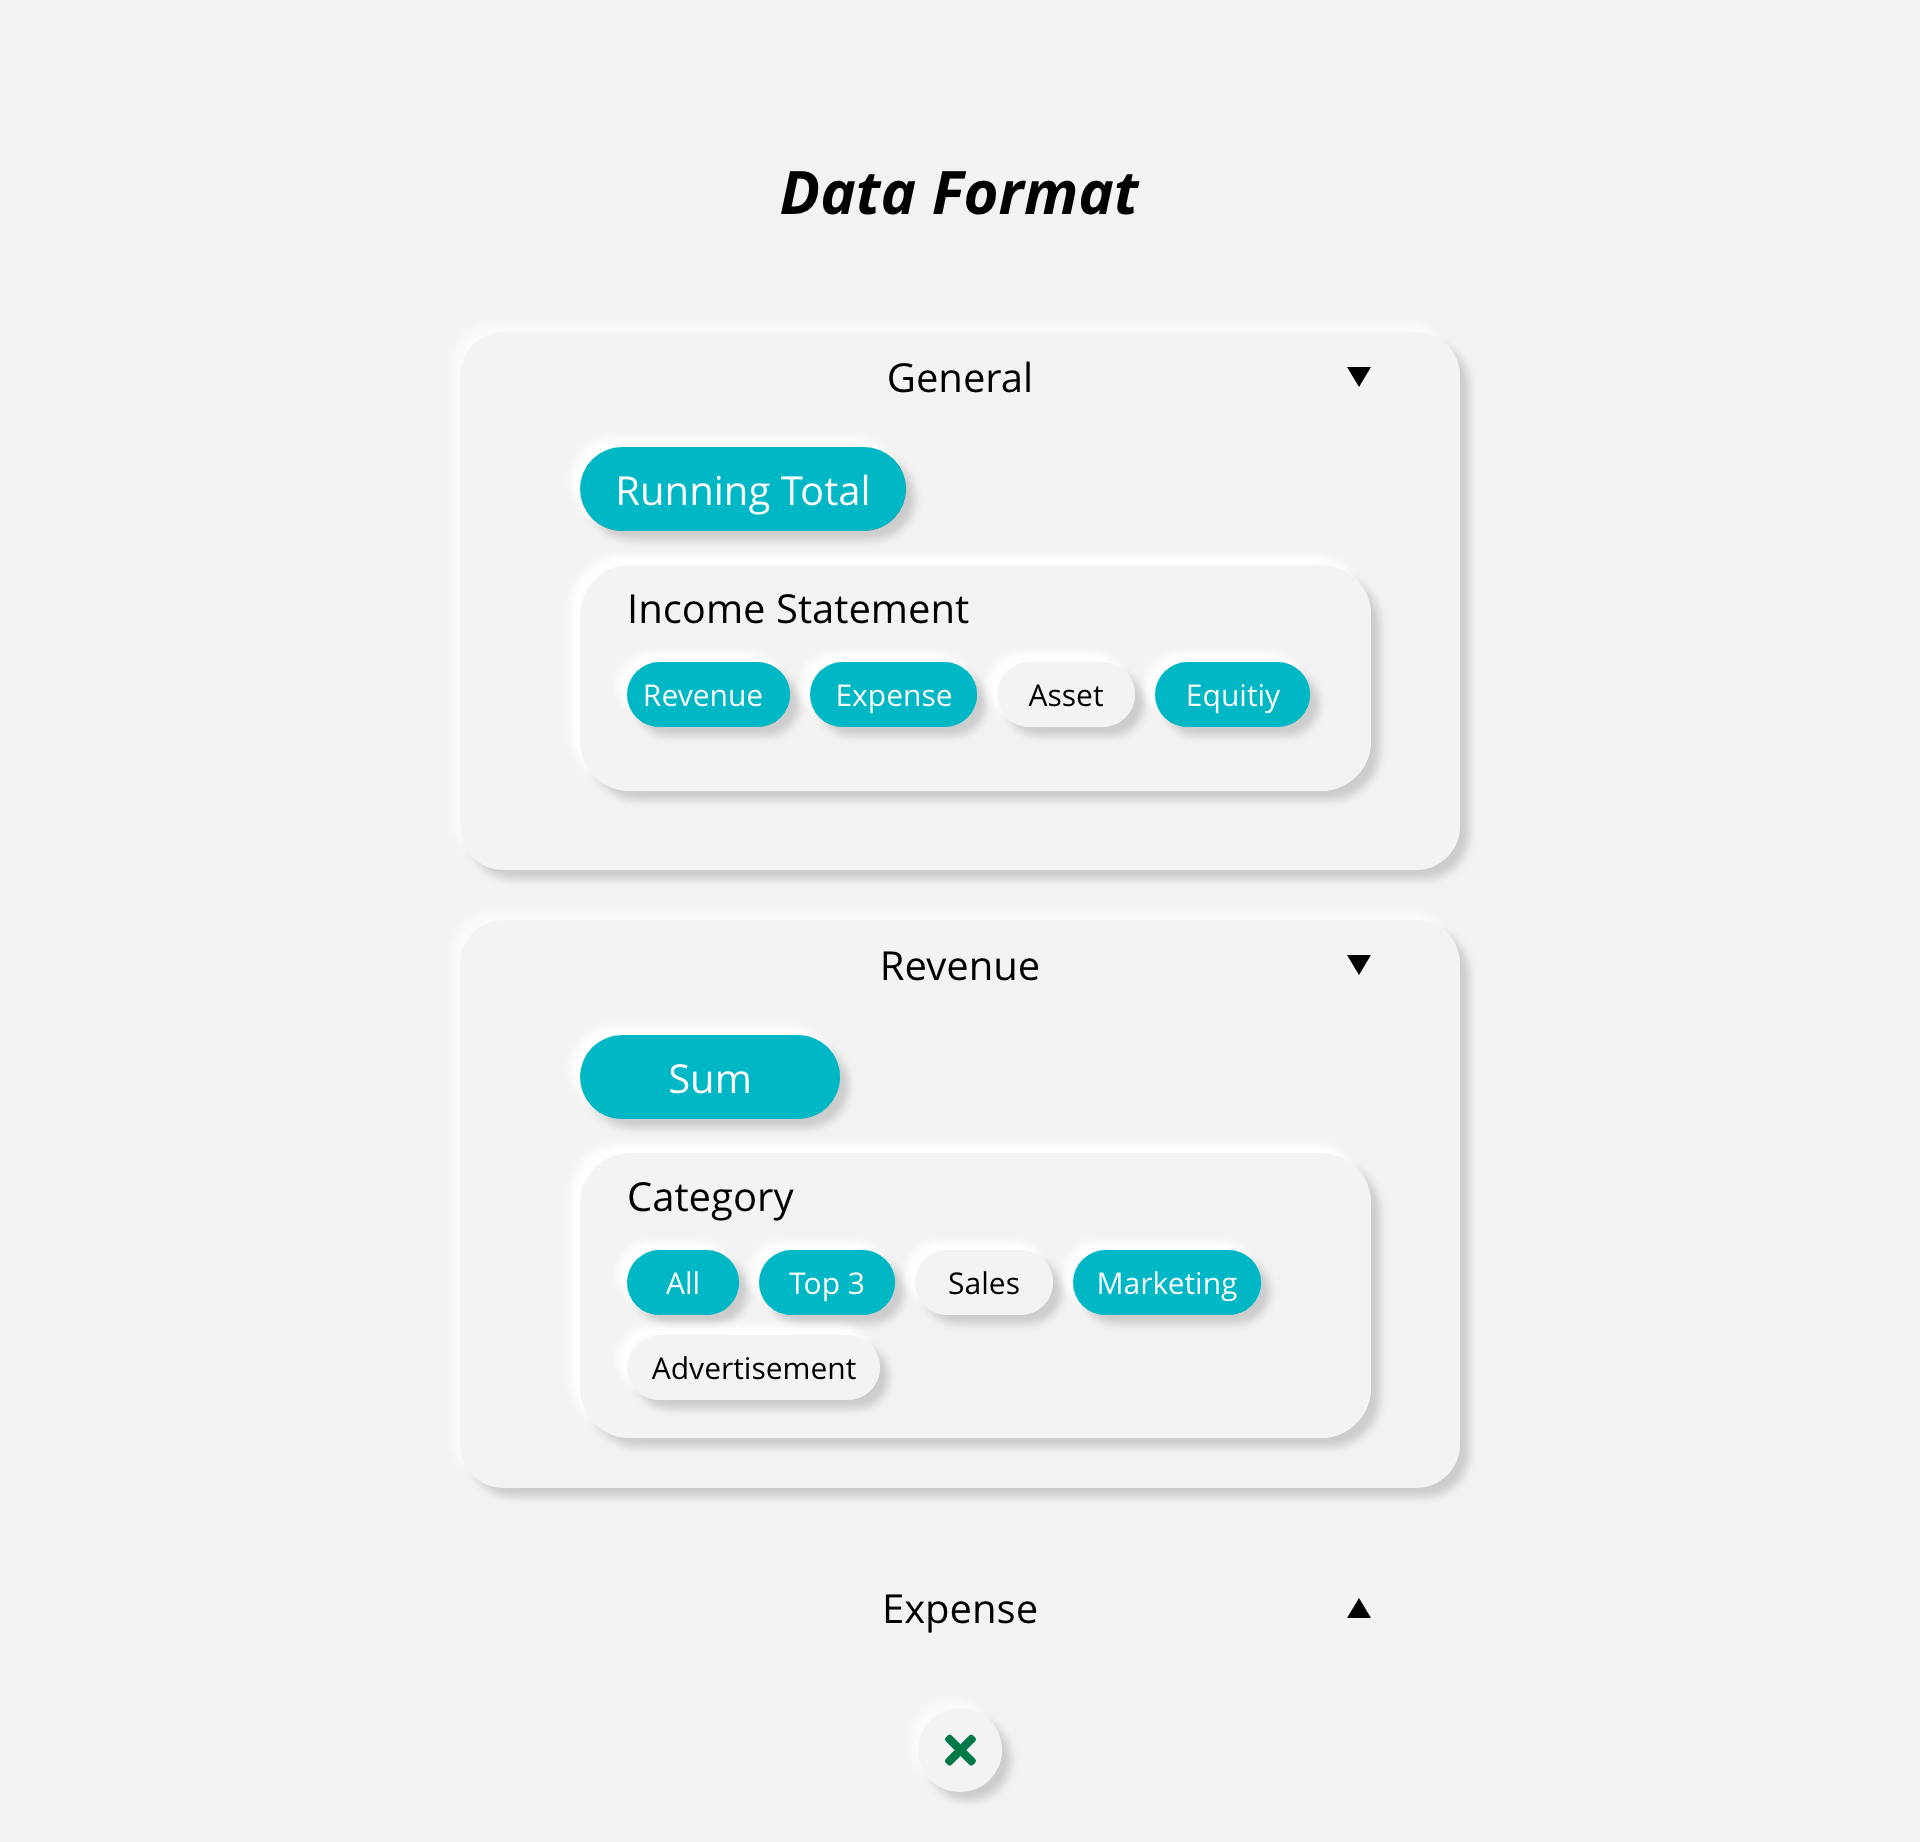 Data Format
General
Running Total
Income Statement
Revenue Expense Asset Equitiy
Revenue
Sum
Category
All Top 3 Sales Marketing
Advertisement
Expense